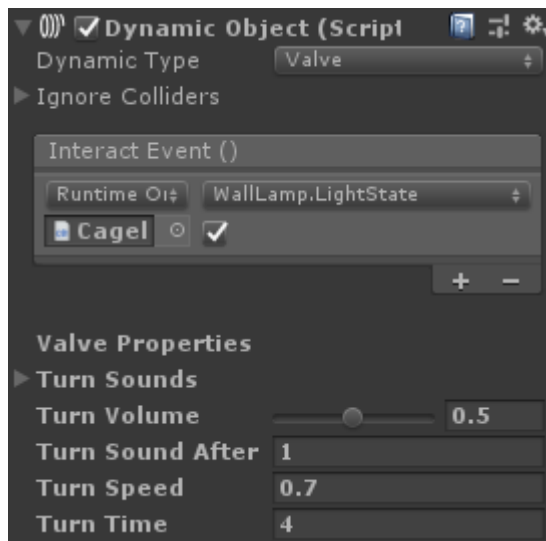 Dynamic Object (Script
Dynamic Type Valve
Ignore Colliders
Interact Event ()
Runtime On WallLamp.LightState
Cagel
Valve Properties
Turn Sounds
Turn Volume 0.5
Turn Sound After 1
Turn Speed 0.7
Turn Time 4